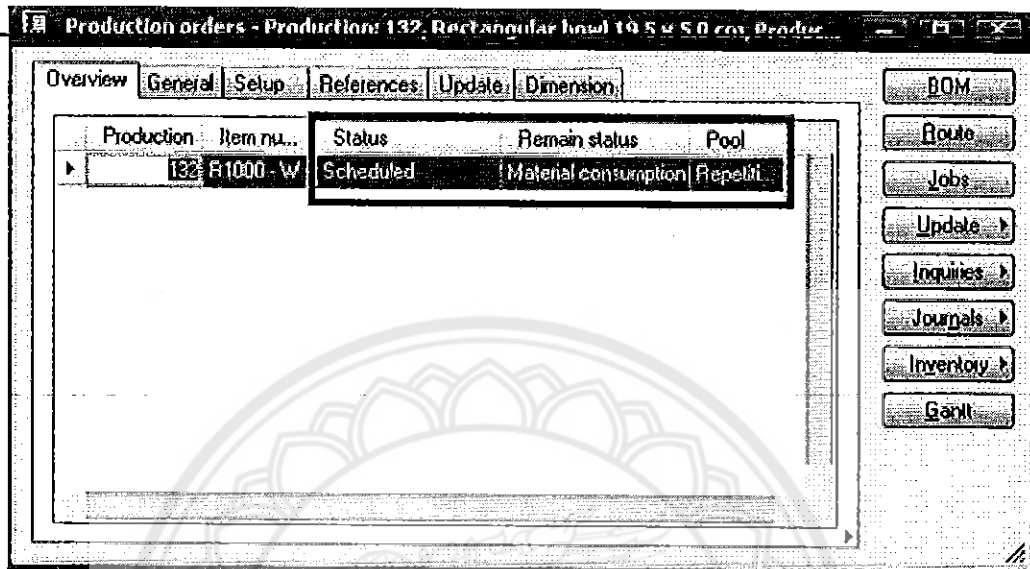 Production orders - Production: 132, Rectangular bowl 19.5 x 5.0 cm, Produc...
Overview General Setup References Update Dimension
Production Item nu... Status Remain status Pool
132 R1000 - W Scheduled Material consumption Repetiti...
BOM
Route
Jobs
Update
Inquiries
Journals
Inventory
Gantt